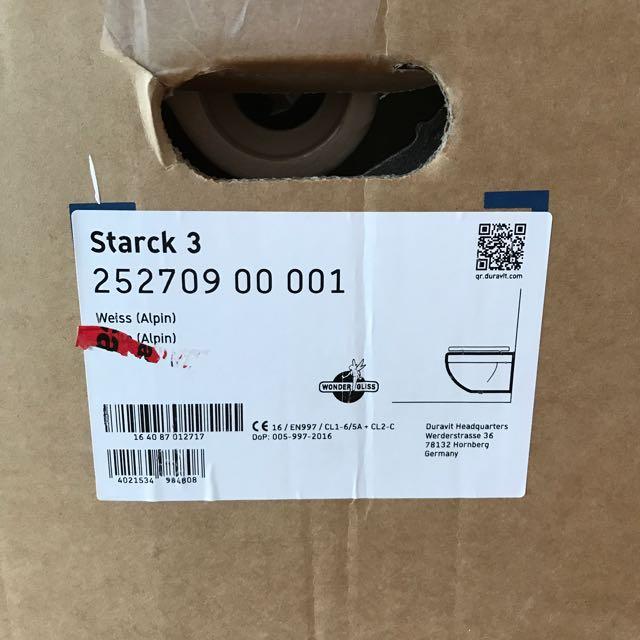 Starck 3
252709 00 001
qr.duravit.com
Weiss (Alpin)
(Alpin)
WONDER GLISS
16 40 87 012717
CE 16 / EN997 / CL1-6/5A + CL2-C
DoP: 005-997-2016
Duravit Headquarters
Werderstrasse 36
78132 Hornberg
Germany
4021534 984808